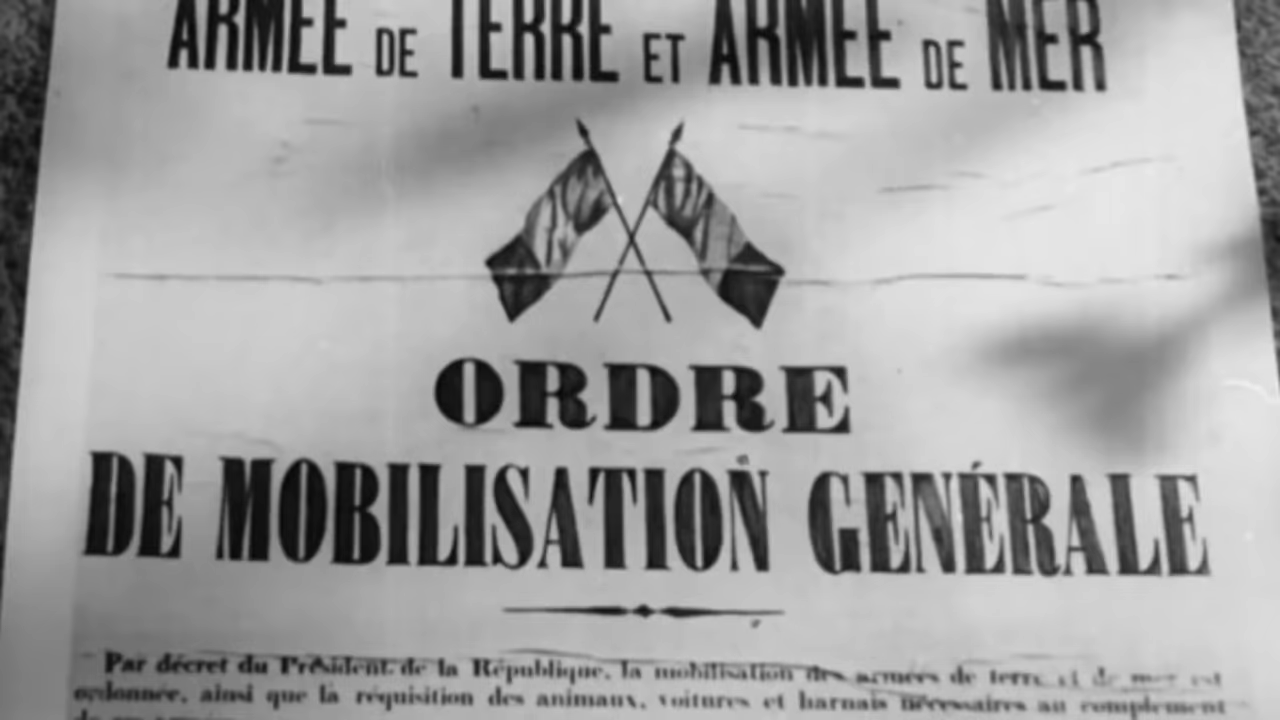 ARMÉE DE TERRE ET ARMÉE DE MER
ORDRE
DE MOBILISATION GÉNÉRALE
Par décret du Président de la République, la mobilisation des armées de terre et de mer est
ordonnée, ainsi que la réquisition des animaux, voitures et harnais nécessaires au complément